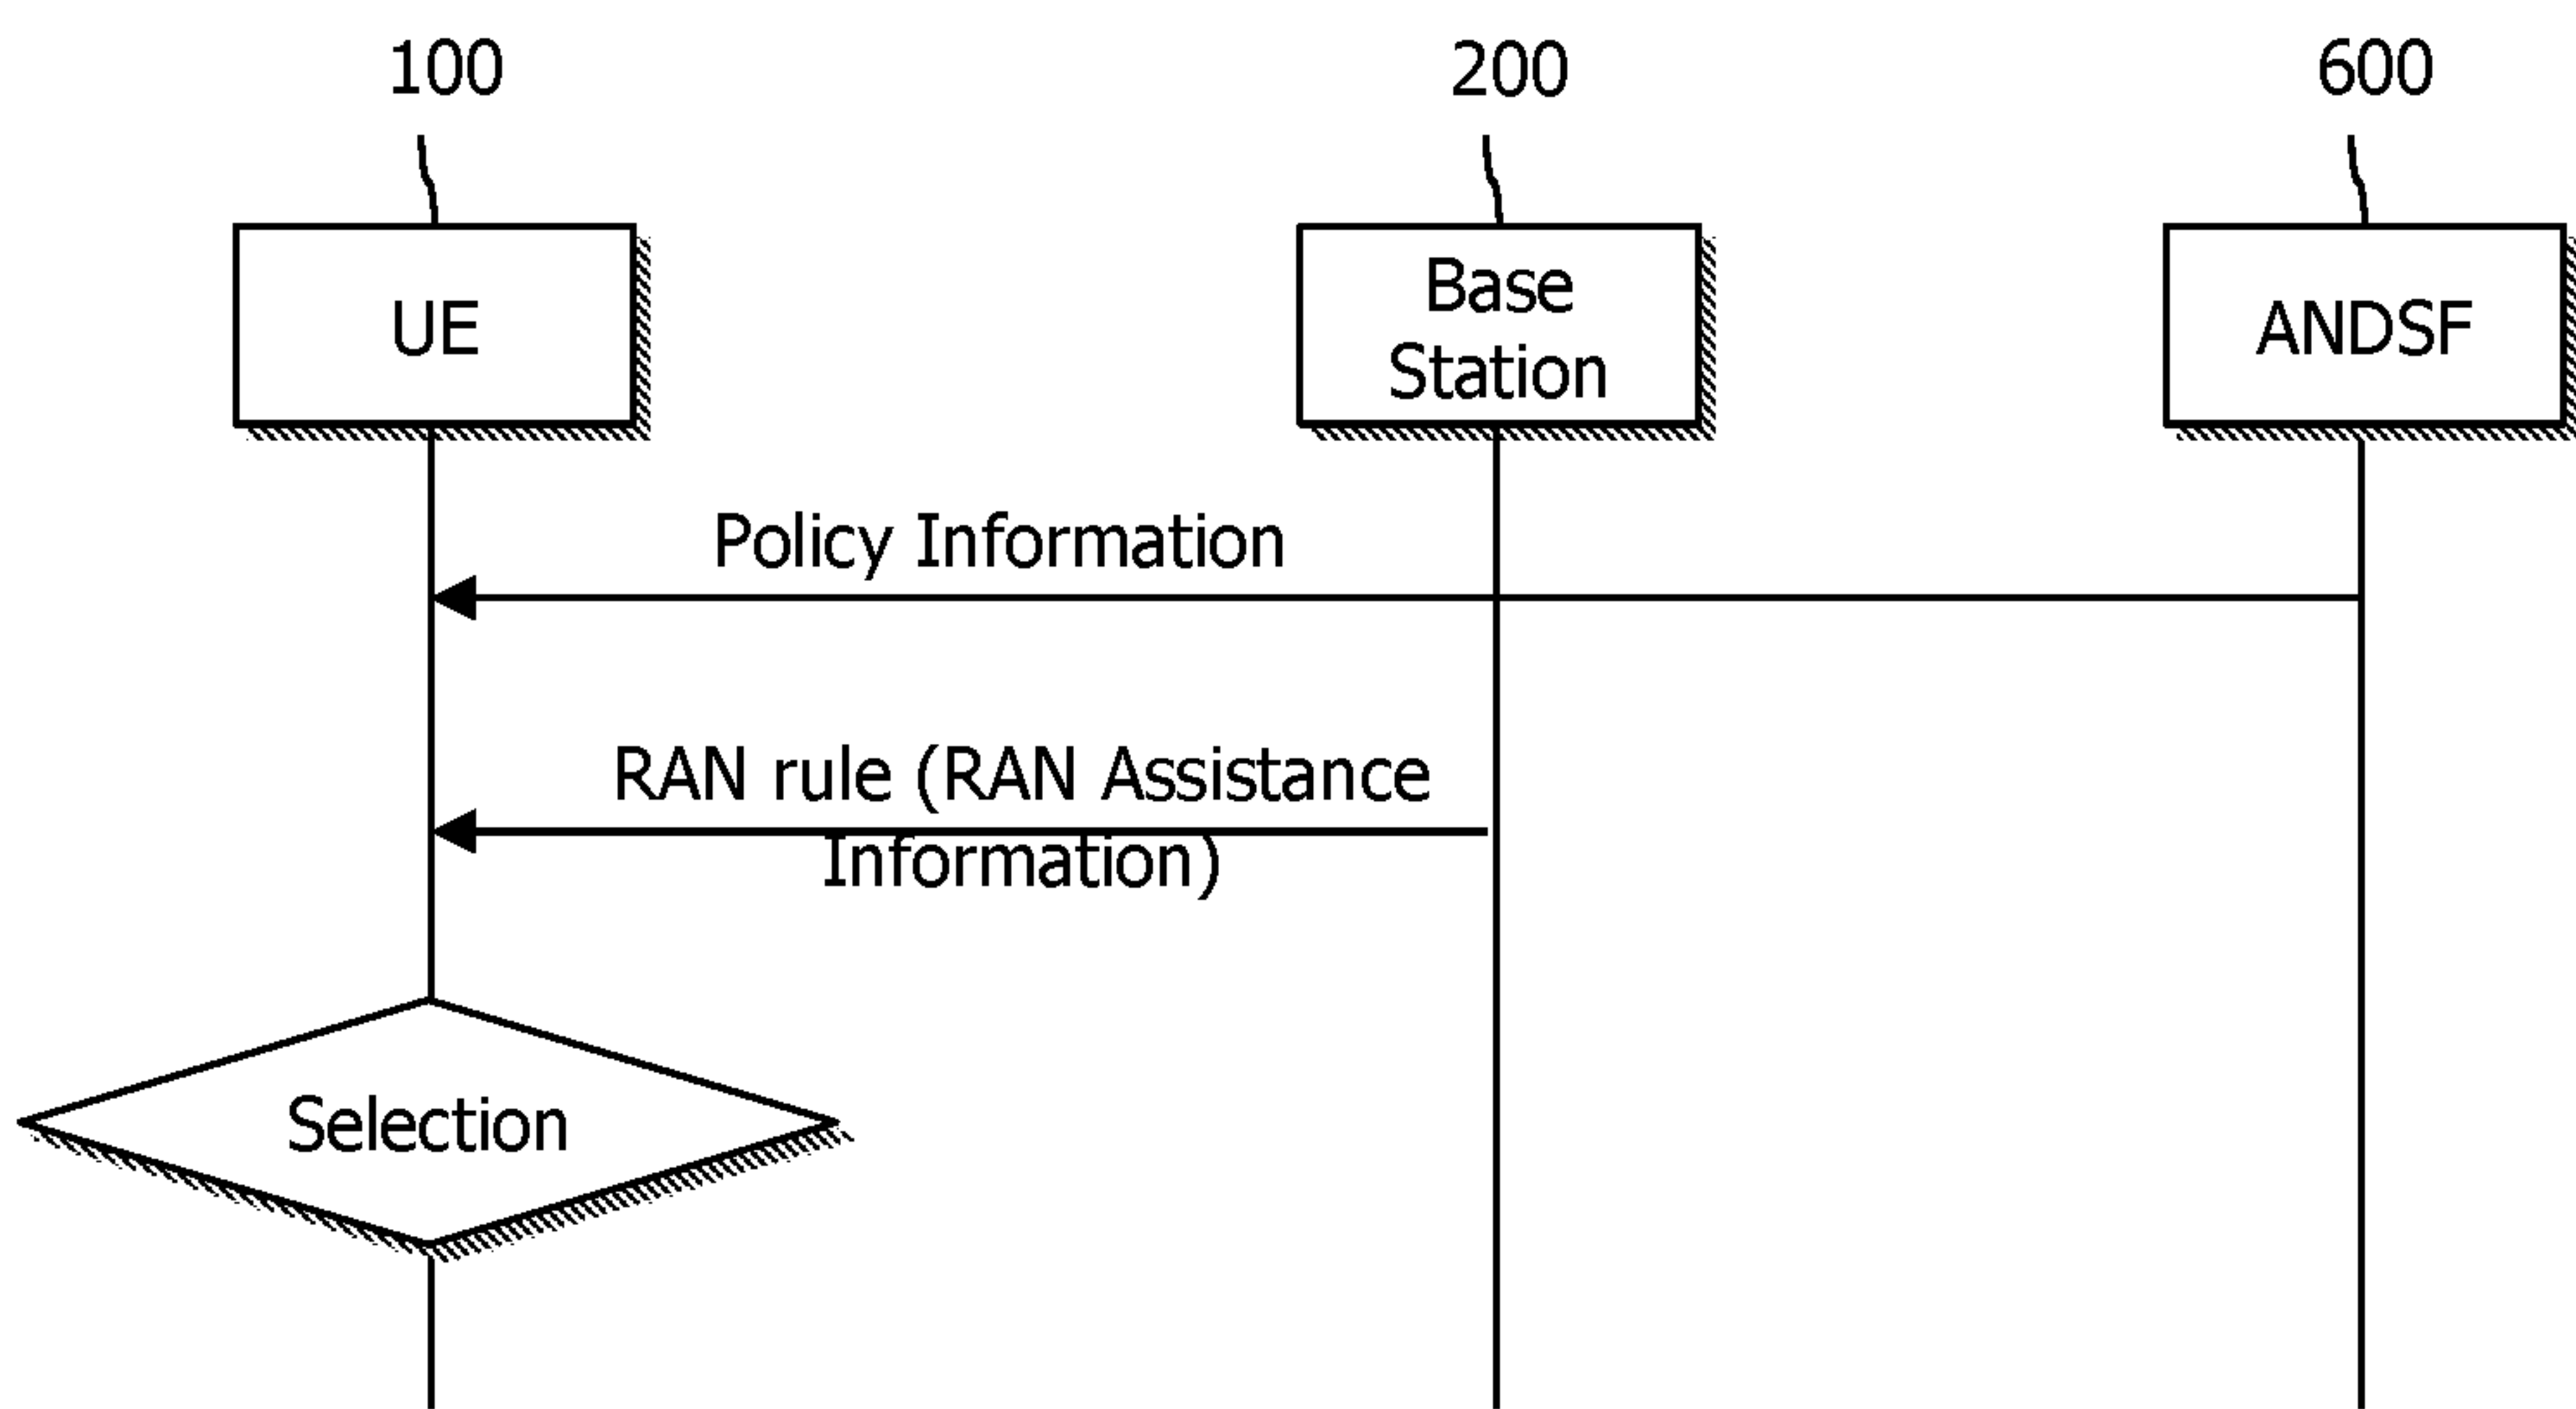 100
200
600
UE
Base
Station
ANDSF
Policy Information
RAN rule (RAN Assistance
Information)
Selection